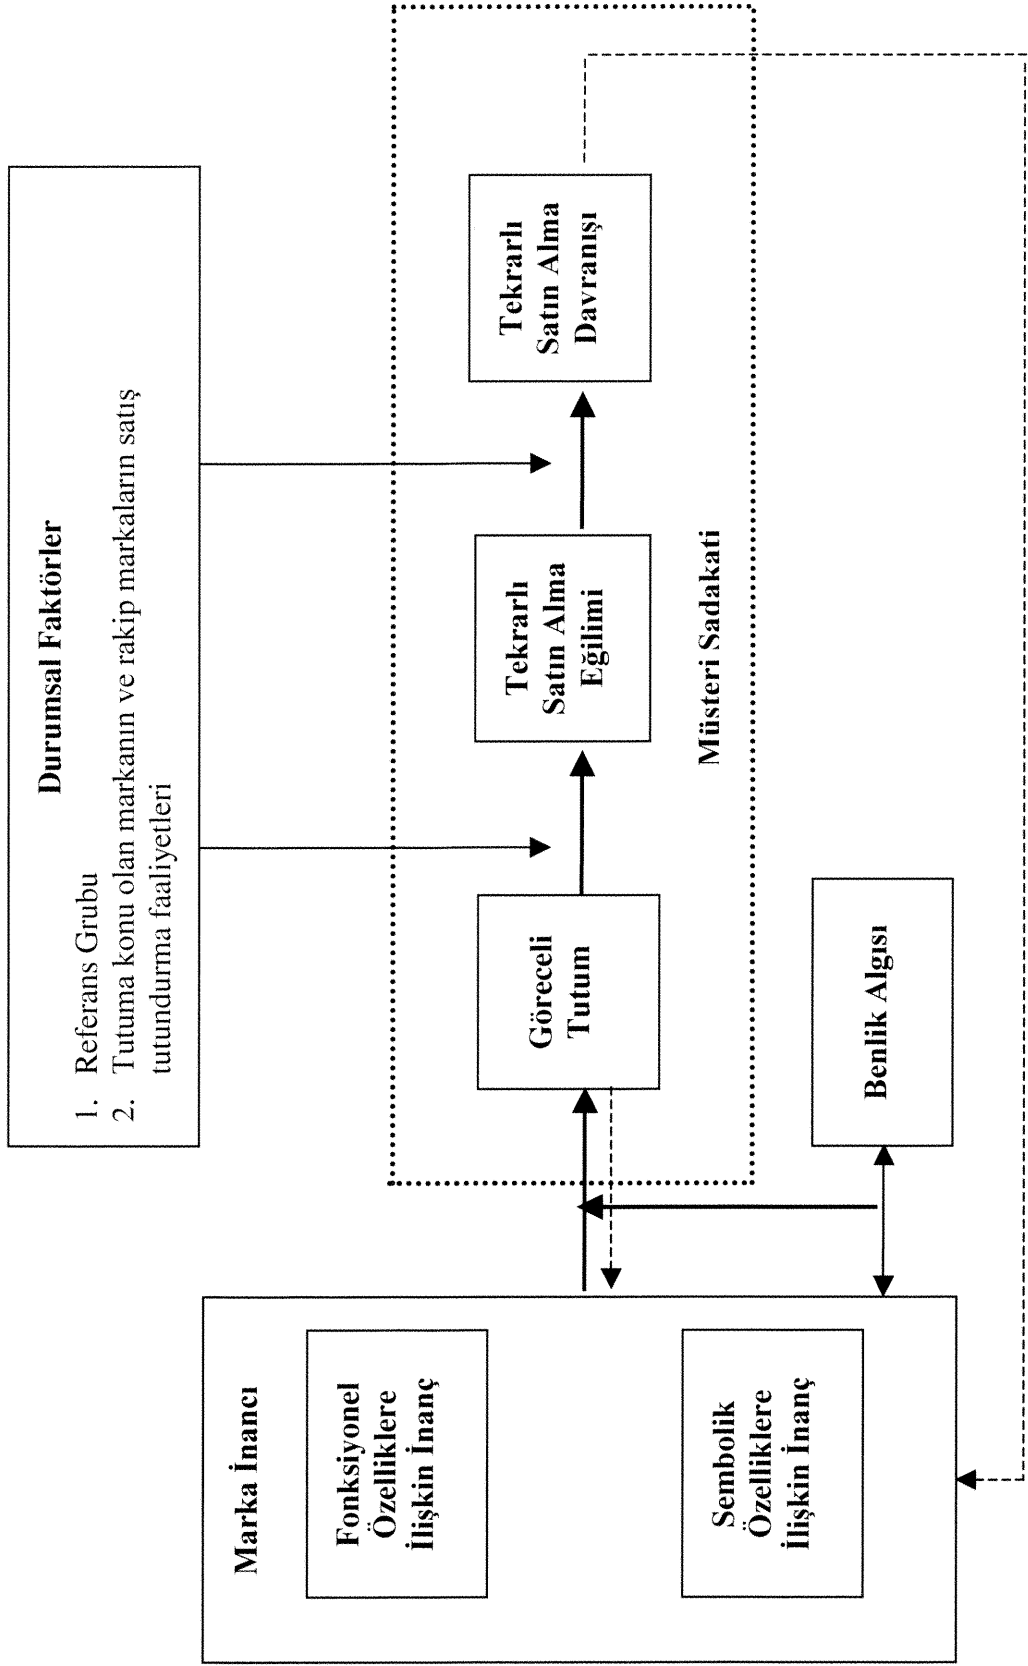 Durumsal Faktörler
1. Referans Grubu
2. Tutuma konu olan markanın ve rakip markaların satış
tutundurma faaliyetleri
Marka İnancı
Fonksiyonel
Özelliklere
İlişkin İnanç
Sembolik
Özelliklere
İlişkin İnanç
Göreceli
Tutum
Tekrarlı
Satın Alma
Eğilimi
Tekrarlı
Satın Alma
Davranışı
Müsteri Sadakati
Benlik Algısı